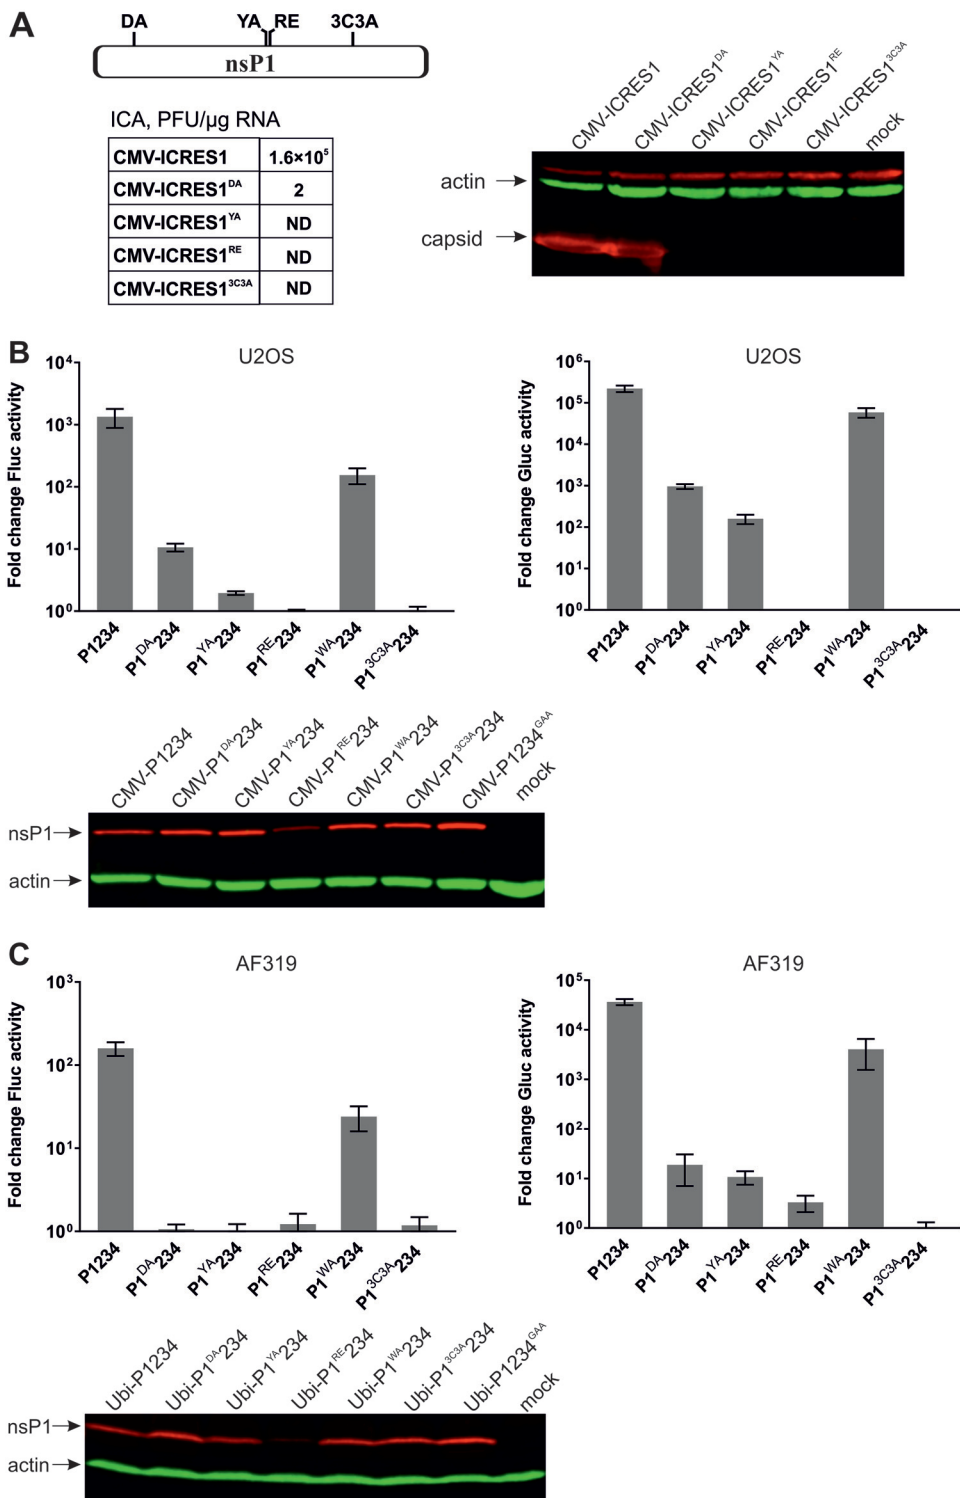 A
DA YA RE 3C3A
nsP1
ICA, PFU/µg RNA
CMV-ICRES1 1.6×10⁵
CMV-ICRES1ᴰᴬ 2
CMV-ICRES1ʸᴬ ND
CMV-ICRES1ᴿᴱ ND
CMV-ICRES1³ᶜ³ᴬ ND
CMV-ICRES1 CMV-ICRES1ᴰᴬ CMV-ICRES1ʸᴬ CMV-ICRES1ᴿᴱ CMV-ICRES1³ᶜ³ᴬ mock
actin
capsid
B
U2OS
Fold change Fluc activity
10⁴
10³
10²
10¹
10⁰
P1234 P1ᴰᴬ234 P1ʸᴬ234 P1ᴿᴱ234 P1ᵂᴬ234 P1³ᶜ³ᴬ234
U2OS
Fold change Gluc activity
10⁶
10⁵
10⁴
10³
10²
10¹
10⁰
P1234 P1ᴰᴬ234 P1ʸᴬ234 P1ᴿᴱ234 P1ᵂᴬ234 P1³ᶜ³ᴬ234
CMV-P1234 CMV-P1ᴰᴬ234 CMV-P1ʸᴬ234 CMV-P1ᴿᴱ234 CMV-P1ᵂᴬ234 CMV-P1³ᶜ³ᴬ234 CMV-P1234ᴳᴬᴬ mock
nsP1
actin
C
AF319
Fold change Fluc activity
10³
10²
10¹
10⁰
P1234 P1ᴰᴬ234 P1ʸᴬ234 P1ᴿᴱ234 P1ᵂᴬ234 P1³ᶜ³ᴬ234
AF319
Fold change Gluc activity
10⁵
10⁴
10³
10²
10¹
10⁰
P1234 P1ᴰᴬ234 P1ʸᴬ234 P1ᴿᴱ234 P1ᵂᴬ234 P1³ᶜ³ᴬ234
Ubi-P1234 Ubi-P1ᴰᴬ234 Ubi-P1ʸᴬ234 Ubi-P1ᴿᴱ234 Ubi-P1ᵂᴬ234 Ubi-P1³ᶜ³ᴬ234 Ubi-P1234ᴳᴬᴬ mock
nsP1
actin